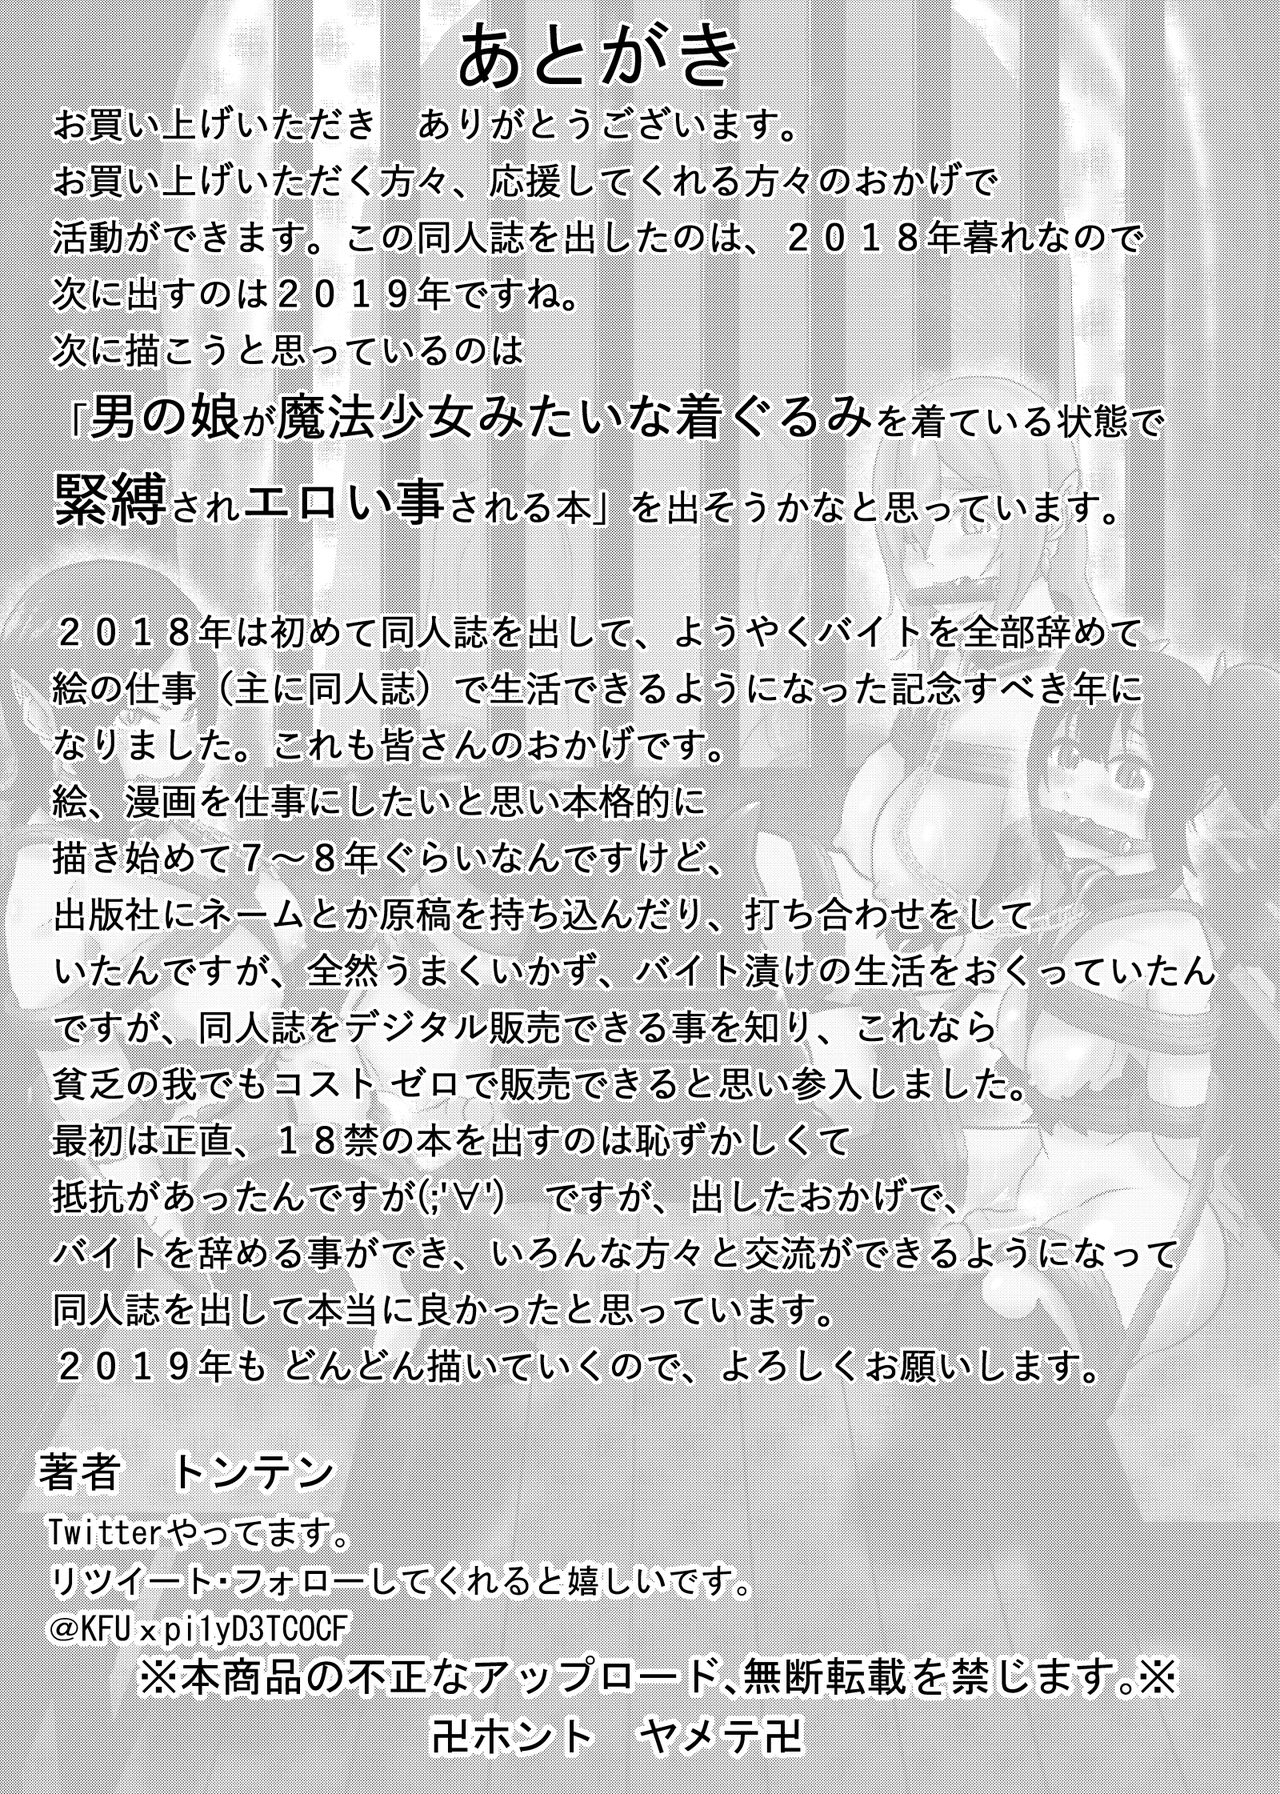 あとがき
お買い上げいただき　ありがとうございます。
お買い上げいただく方々、応援してくれる方々のおかげで
活動ができます。この同人誌を出したのは、２０１８年暮れなので
次に出すのは２０１９年ですね。
次に描こうと思っているのは
「男の娘が魔法少女みたいな着ぐるみを着ている状態で
緊縛されエロい事される本」を出そうかなと思っています。
２０１８年は初めて同人誌を出して、ようやくバイトを全部辞めて
絵の仕事（主に同人誌）で生活できるようになった記念すべき年に
なりました。これも皆さんのおかげです。
絵、漫画を仕事にしたいと思い本格的に
描き始めて７～８年ぐらいなんですけど、
出版社にネームとか原稿を持ち込んだり、打ち合わせをして
いたんですが、全然うまくいかず、バイト漬けの生活をおくっていたん
ですが、同人誌をデジタル販売できる事を知り、これなら
貧乏の我でもコスト ゼロで販売できると思い参入しました。
最初は正直、１８禁の本を出すのは恥ずかしくて
抵抗があったんですが(;'∀')　ですが、出したおかげで、
バイトを辞める事ができ、いろんな方々と交流ができるようになって
同人誌を出して本当に良かったと思っています。
２０１９年も どんどん描いていくので、よろしくお願いします。
著者　トンテン
Twitterやってます。
リツイート・フォローしてくれると嬉しいです。
@KFUｘpi1yD3TCOCF
※本商品の不正なアップロード、無断転載を禁じます。※
卍ホント　ヤメテ卍